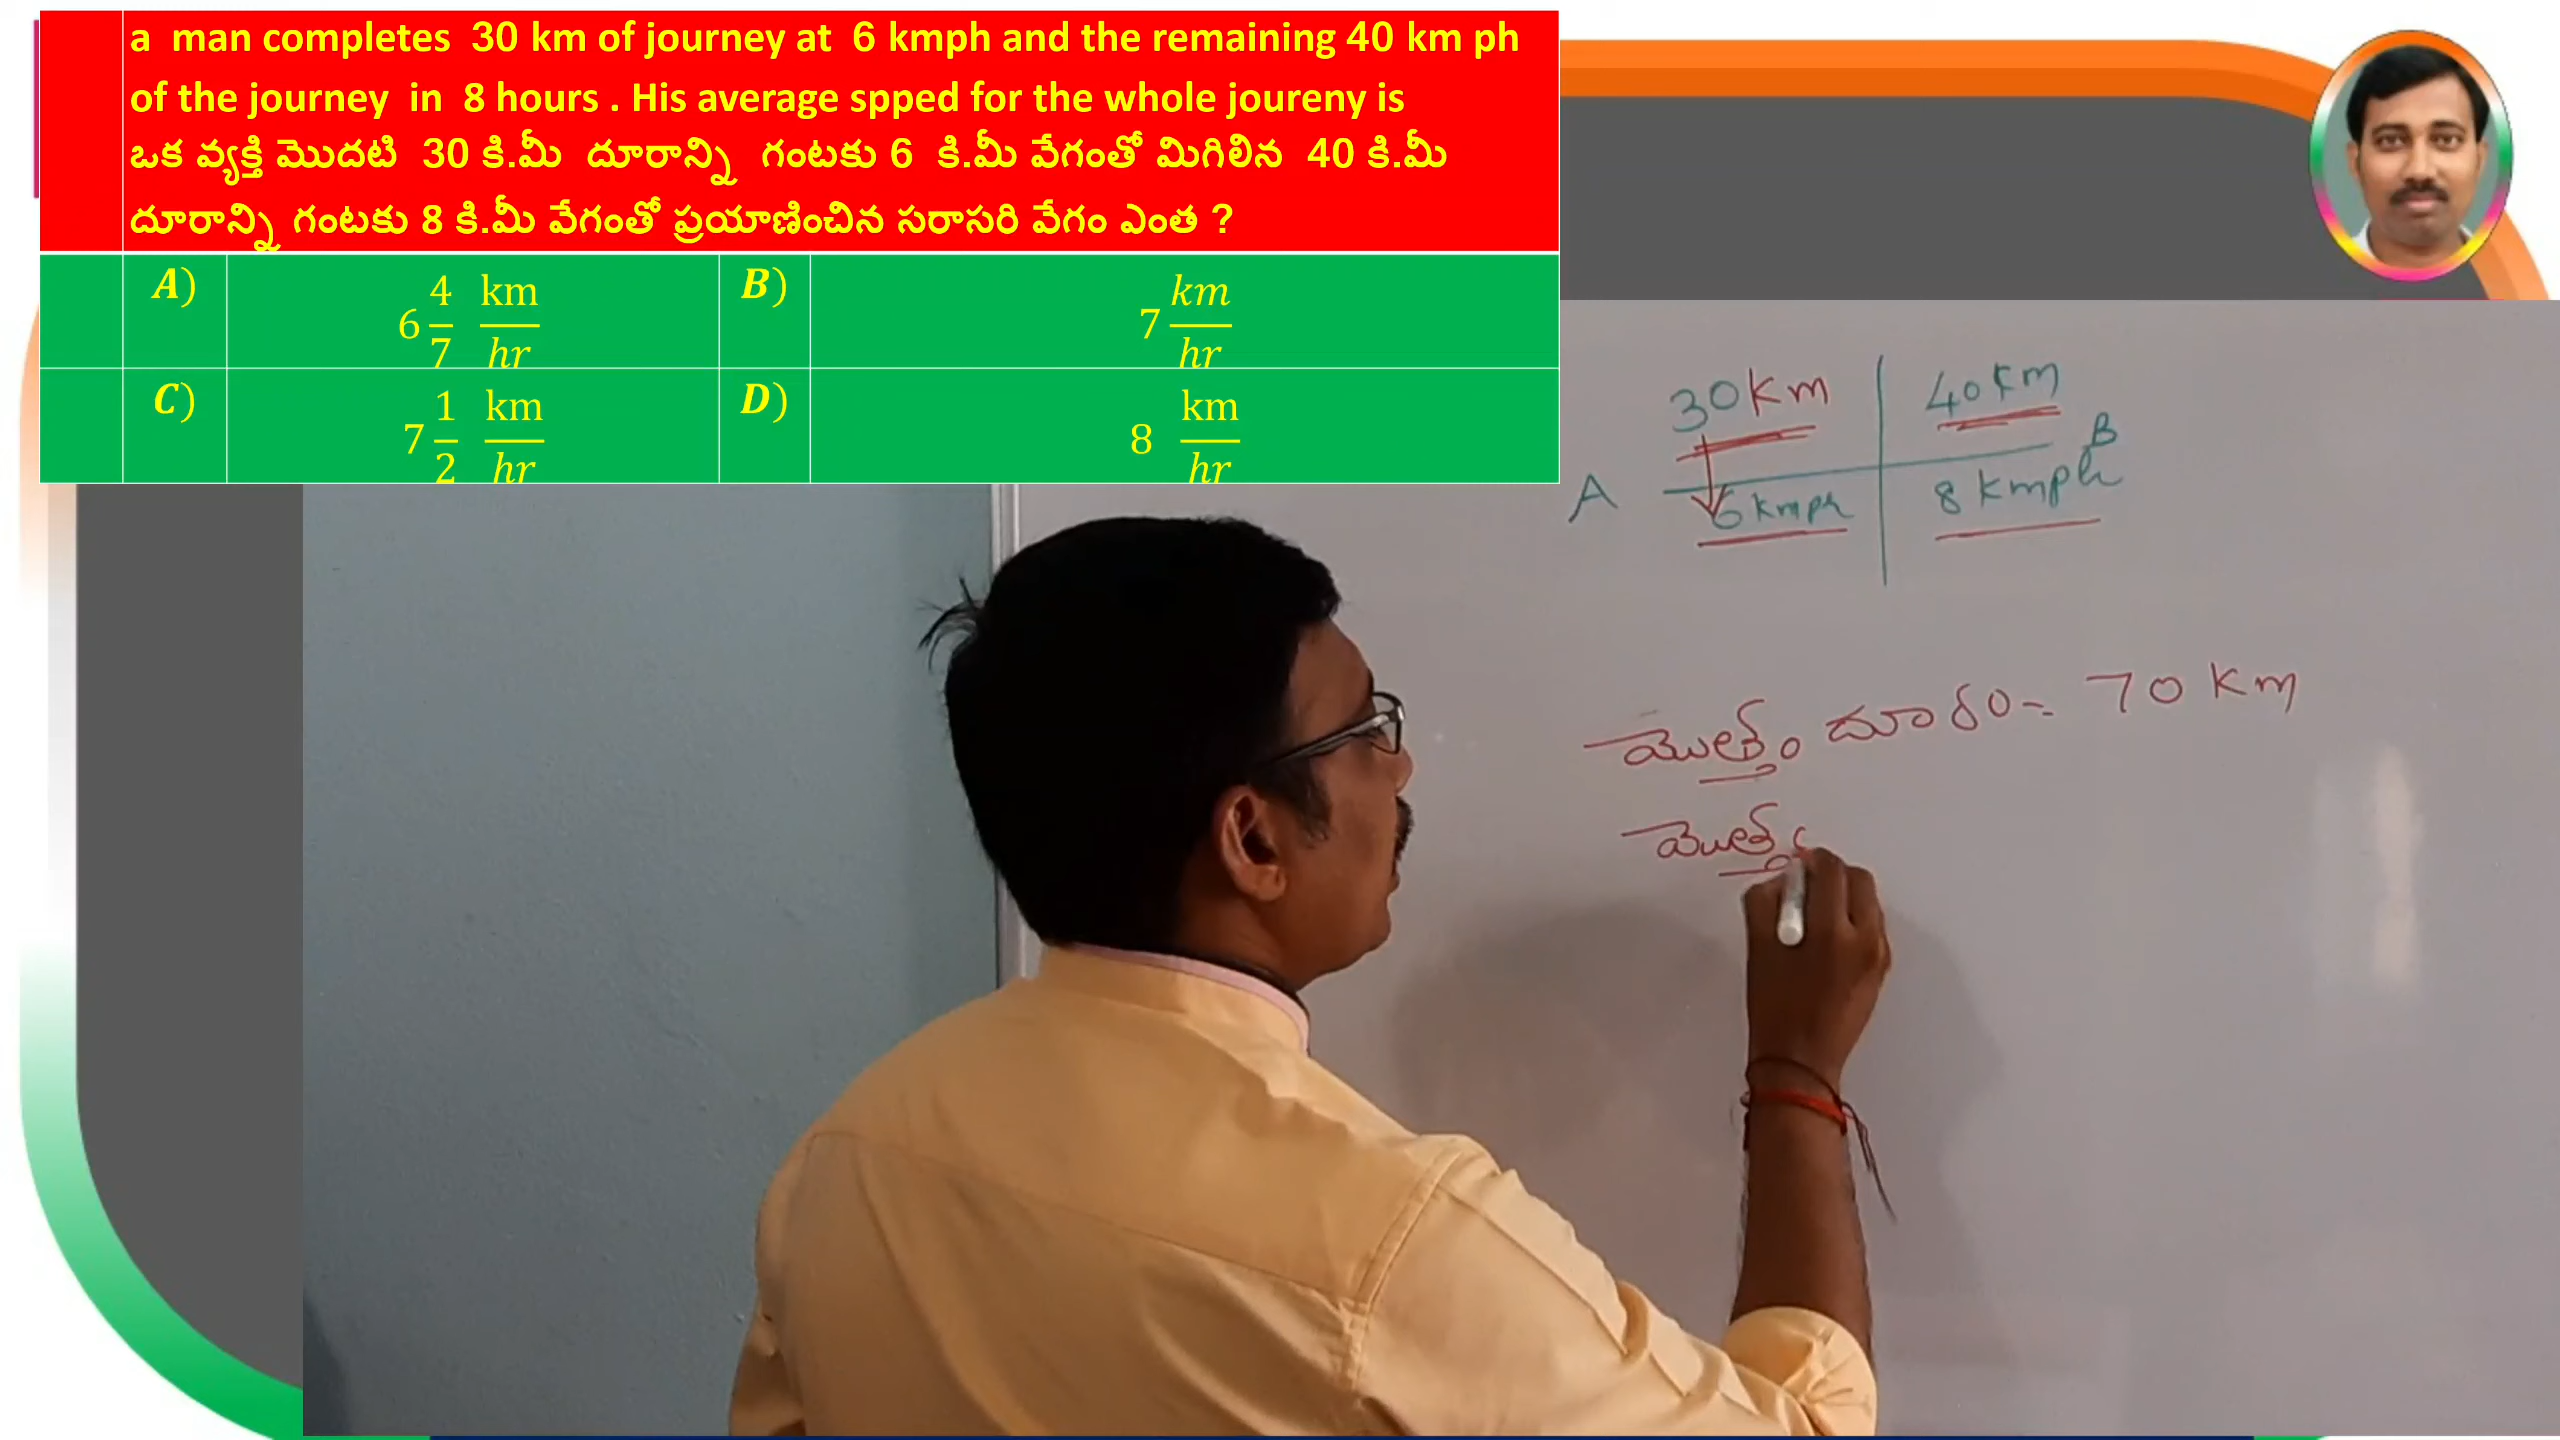 a man completes 30 km of journey at 6 kmph and the remaining 40 km ph
of the journey in 8 hours . His average spped for the whole joureny is
ఒక వ్యక్తి మొదటి 30 కి.మీ దూరాన్ని గంటకు 6 కి.మీ వేగంతో మిగిలిన 40 కి.మీ
దూరాన్ని గంటకు 8 కి.మీ వేగంతో ప్రయాణించిన సరాసరి వేగం ఎంత ?
A) 6 4/7 km/hr B) 7 km/hr
C) 7 1/2 km/hr D) 8 km/hr
30Km 40Km
A B
6 kmph 8 Kmph
మొత్తం దూరం = 70 Km
మొత్తం